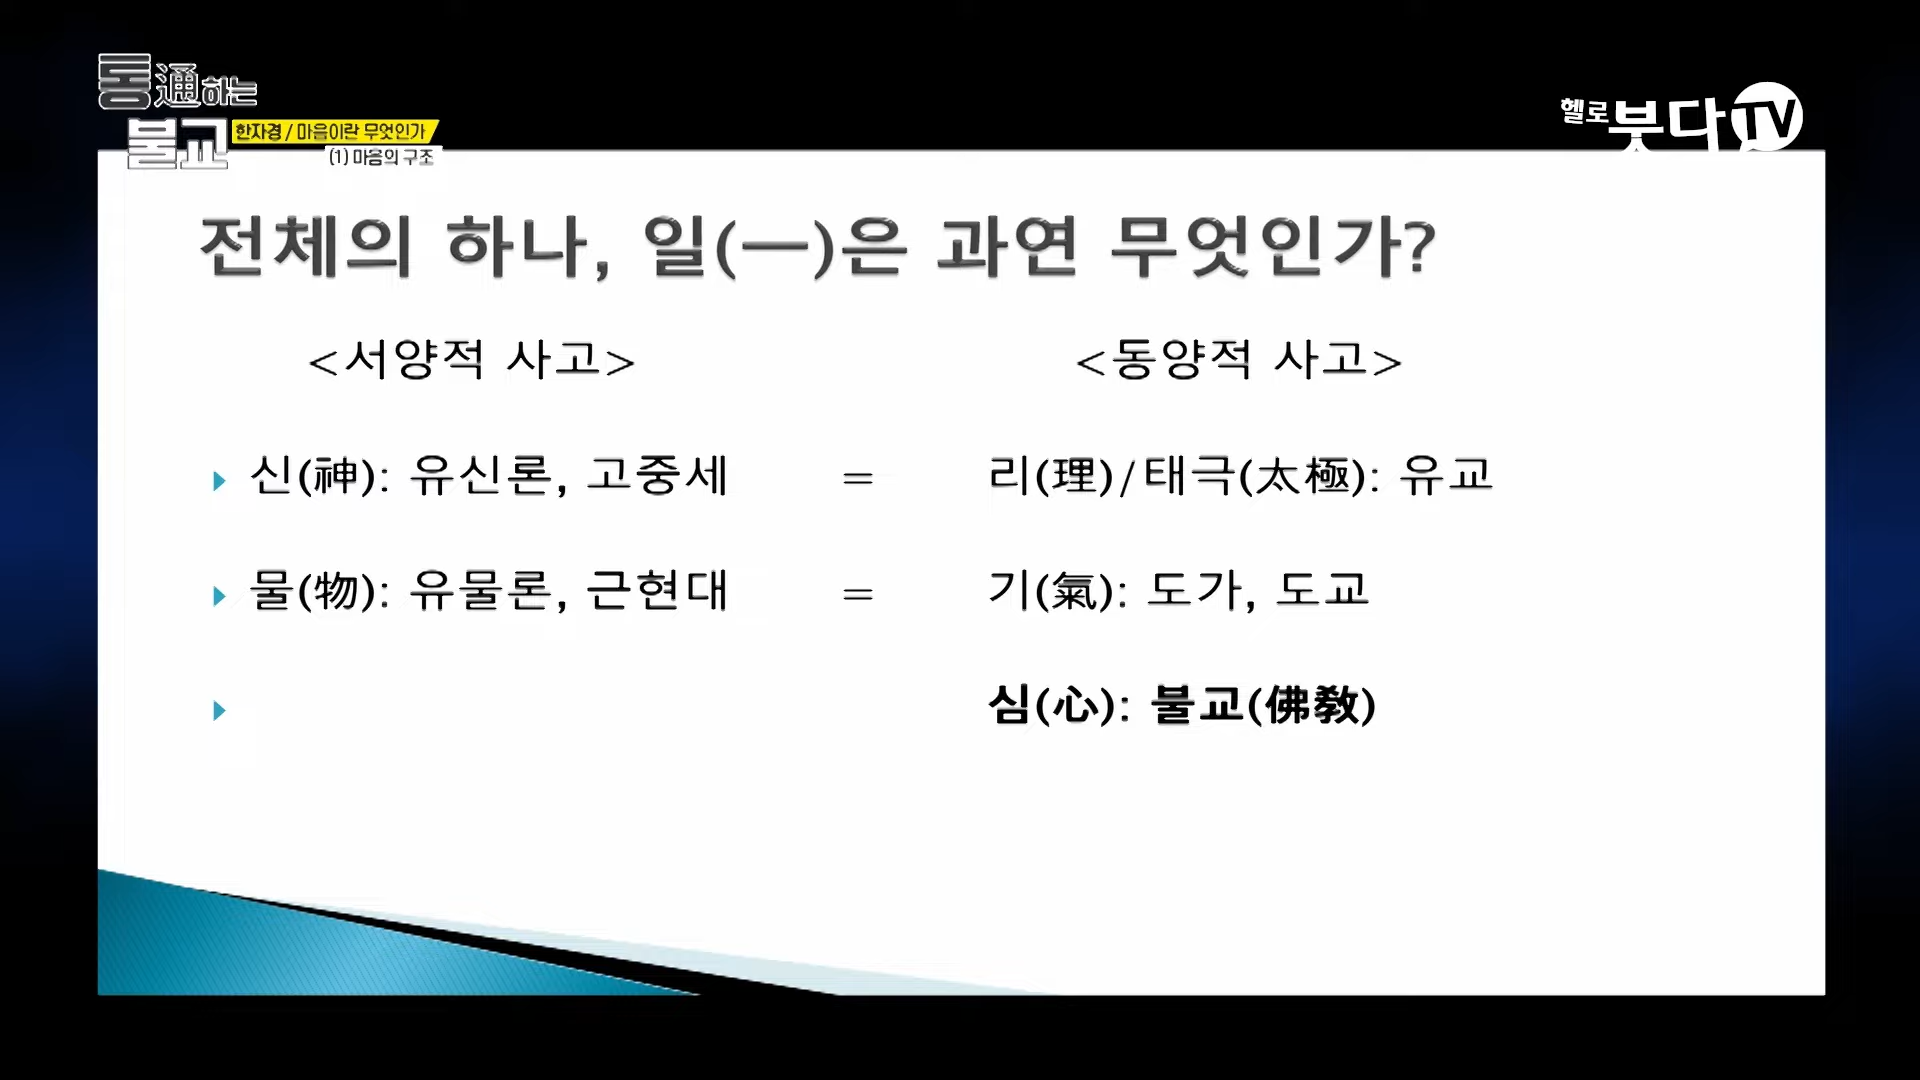 통通하는
불교 한자경 / 마음이란 무엇인가
(1) 마음의 구조
헬로붓다TV
전체의 하나, 일(一)은 과연 무엇인가?
<서양적 사고> <동양적 사고>
신(神): 유신론, 고중세 = 리(理)/태극(太極): 유교
물(物): 유물론, 근현대 = 기(氣): 도가, 도교
심(心): 불교(佛敎)